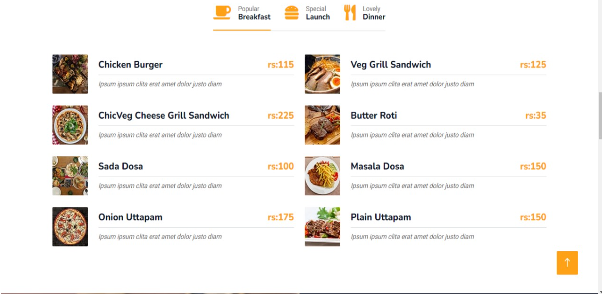 Popular
Breakfast
Special
Launch
Lovely
Dinner
Chicken Burger rs:115
Ipsum ipsum clita erat amet dolor justo diam
Veg Grill Sandwich rs:125
Ipsum ipsum clita erat amet dolor justo diam
ChicVeg Cheese Grill Sandwich rs:225
Ipsum ipsum clita erat amet dolor justo diam
Butter Roti rs:35
Ipsum ipsum clita erat amet dolor justo diam
Sada Dosa rs:100
Ipsum ipsum clita erat amet dolor justo diam
Masala Dosa rs:150
Ipsum ipsum clita erat amet dolor justo diam
Onion Uttapam rs:175
Ipsum ipsum clita erat amet dolor justo diam
Plain Uttapam rs:150
Ipsum ipsum clita erat amet dolor justo diam